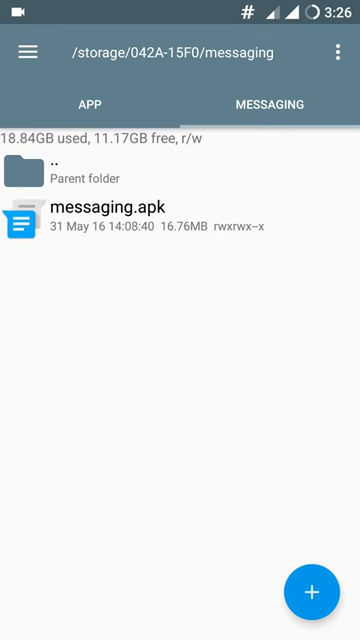 # 3:26
/storage/042A-15F0/messaging
APP MESSAGING
18.84GB used, 11.17GB free, r/w
..
Parent folder
messaging.apk
31 May 16 14:08:40 16.76MB rwxrwx--x
+